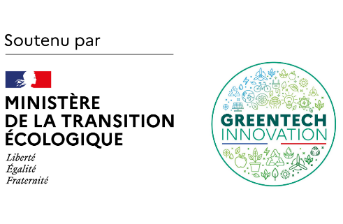 Soutenu par
MINISTÈRE
DE LA TRANSITION
ÉCOLOGIQUE
Liberté
Égalité
Fraternité
GREENTECH
INNOVATION